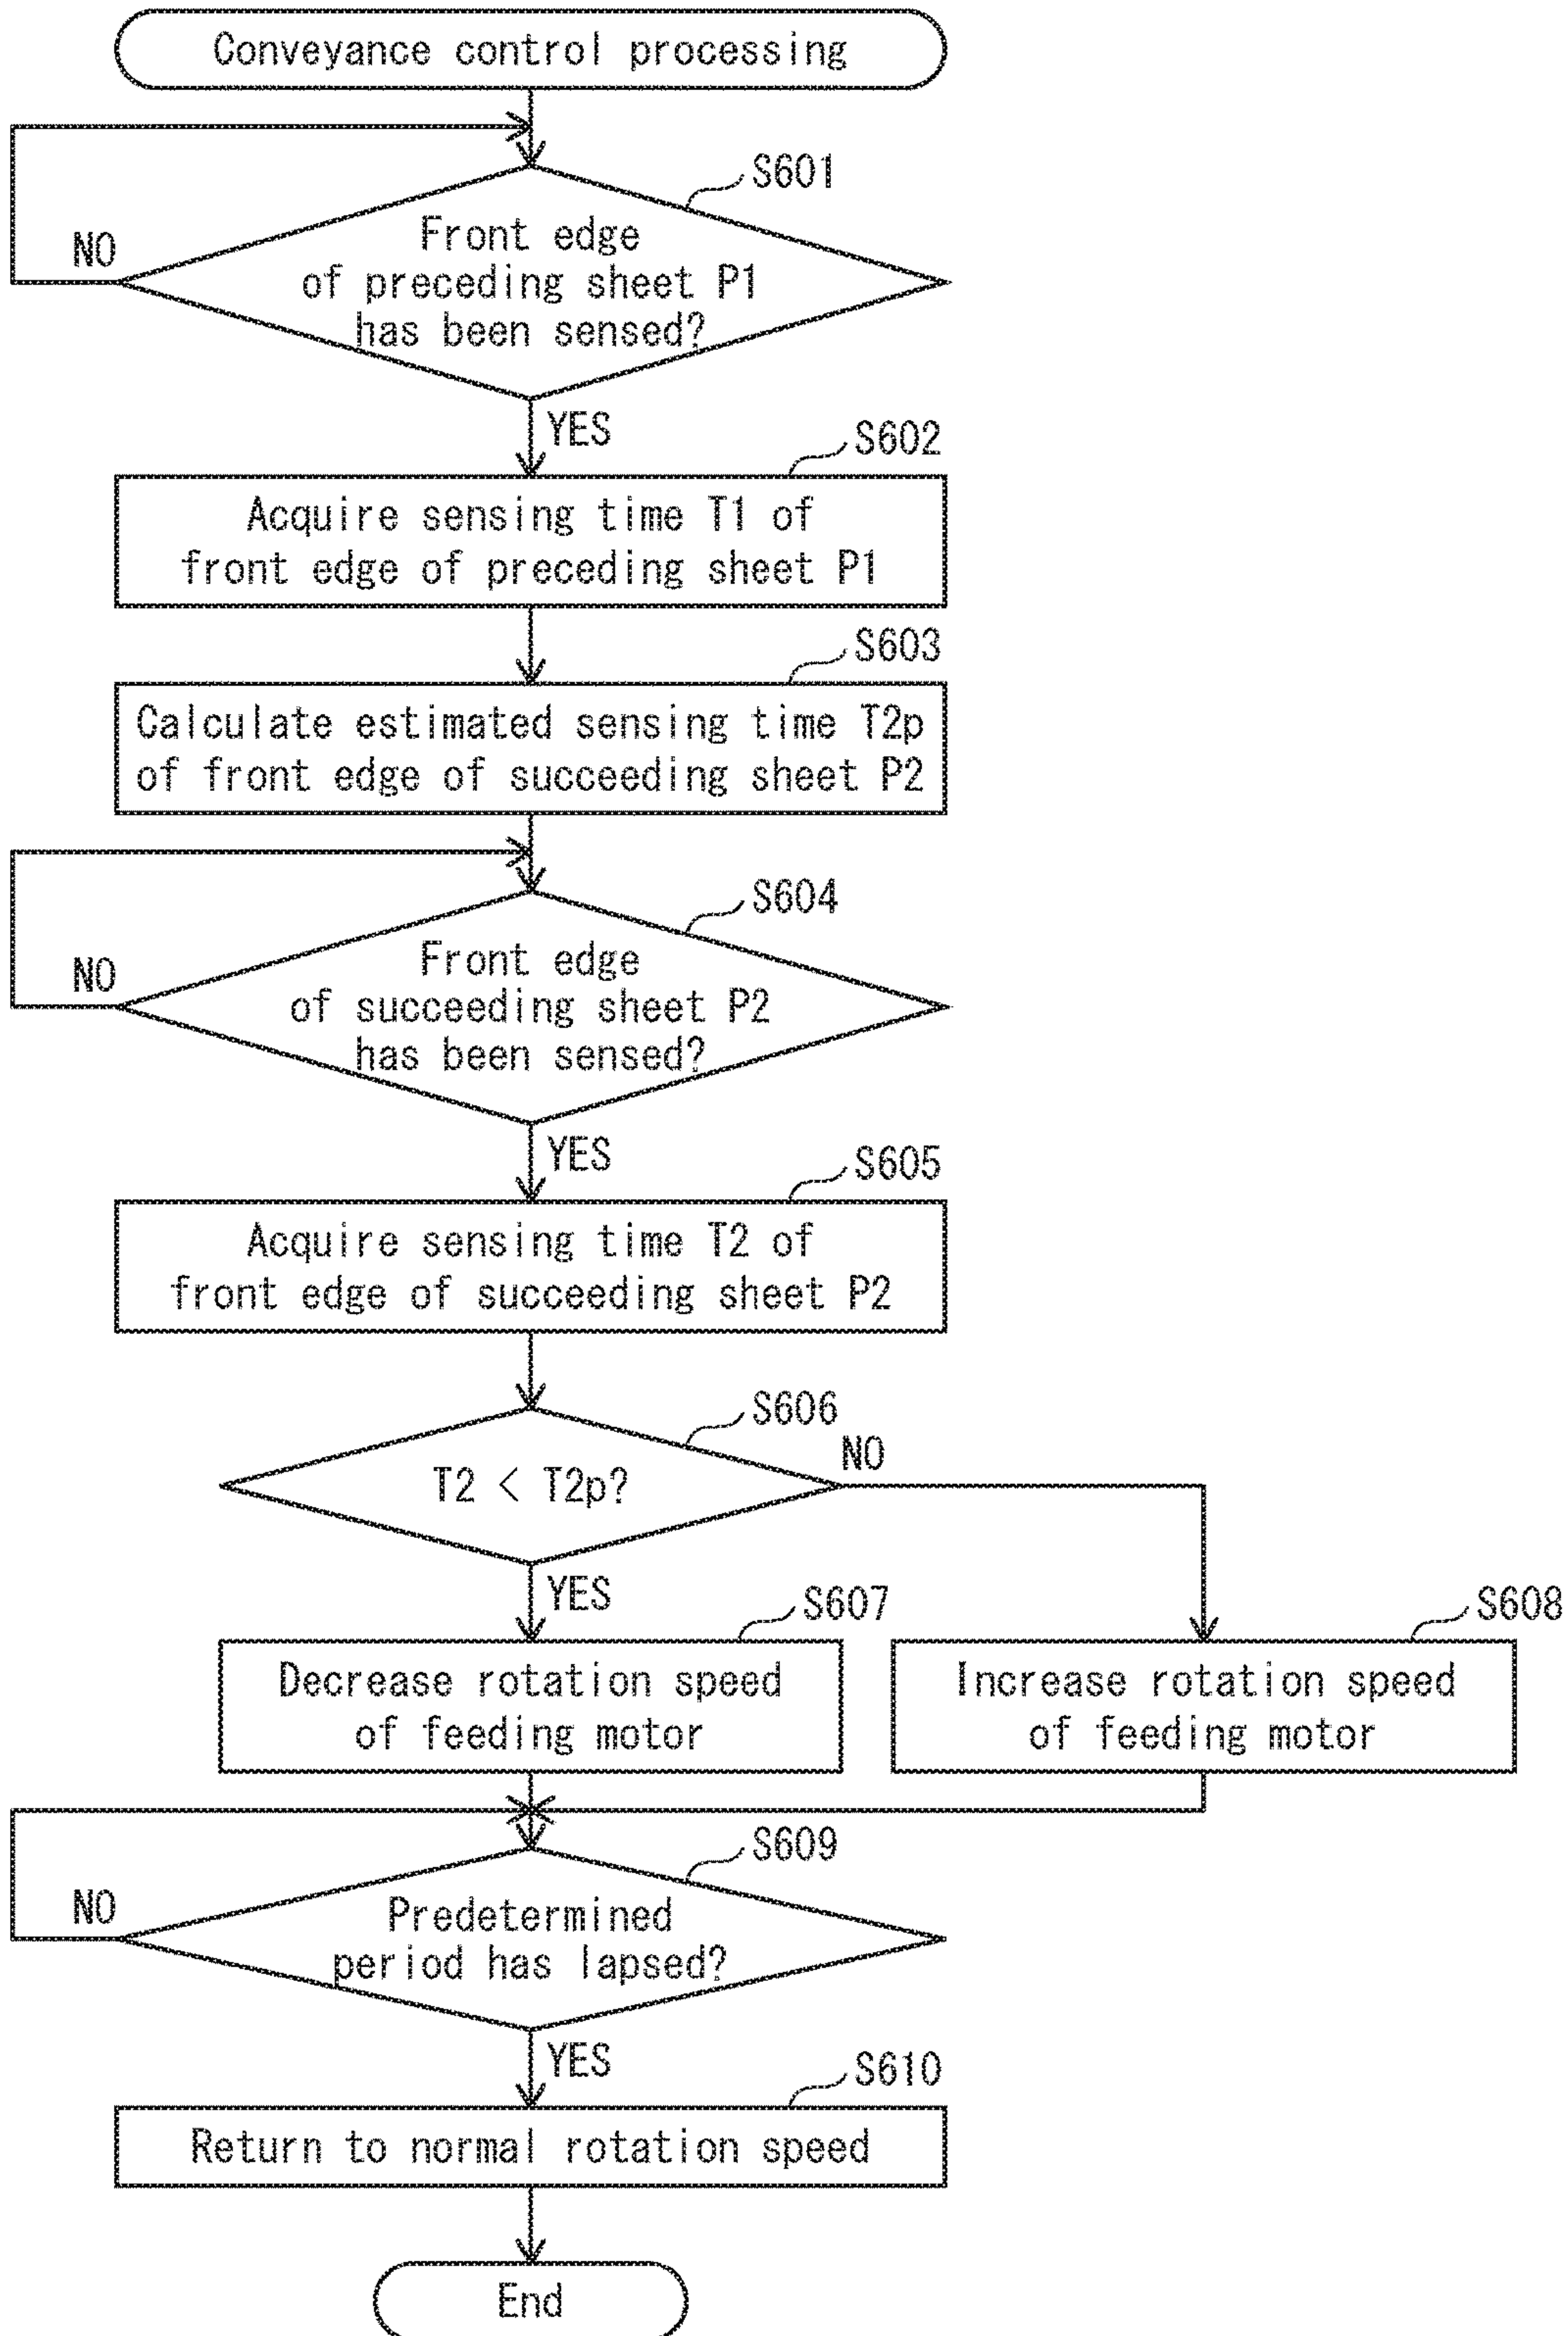 Conveyance control processing
S601
Front edge
of preceding sheet P1
has been sensed?
NO
YES
S602
Acquire sensing time T1 of
front edge of preceding sheet P1
S603
Calculate estimated sensing time T2p
of front edge of succeeding sheet P2
S604
Front edge
of succeeding sheet P2
has been sensed?
NO
YES
S605
Acquire sensing time T2 of
front edge of succeeding sheet P2
S606
T2 < T2p?
NO
YES
S607
Decrease rotation speed
of feeding motor
S608
Increase rotation speed
of feeding motor
S609
Predetermined
period has lapsed?
NO
YES
S610
Return to normal rotation speed
End